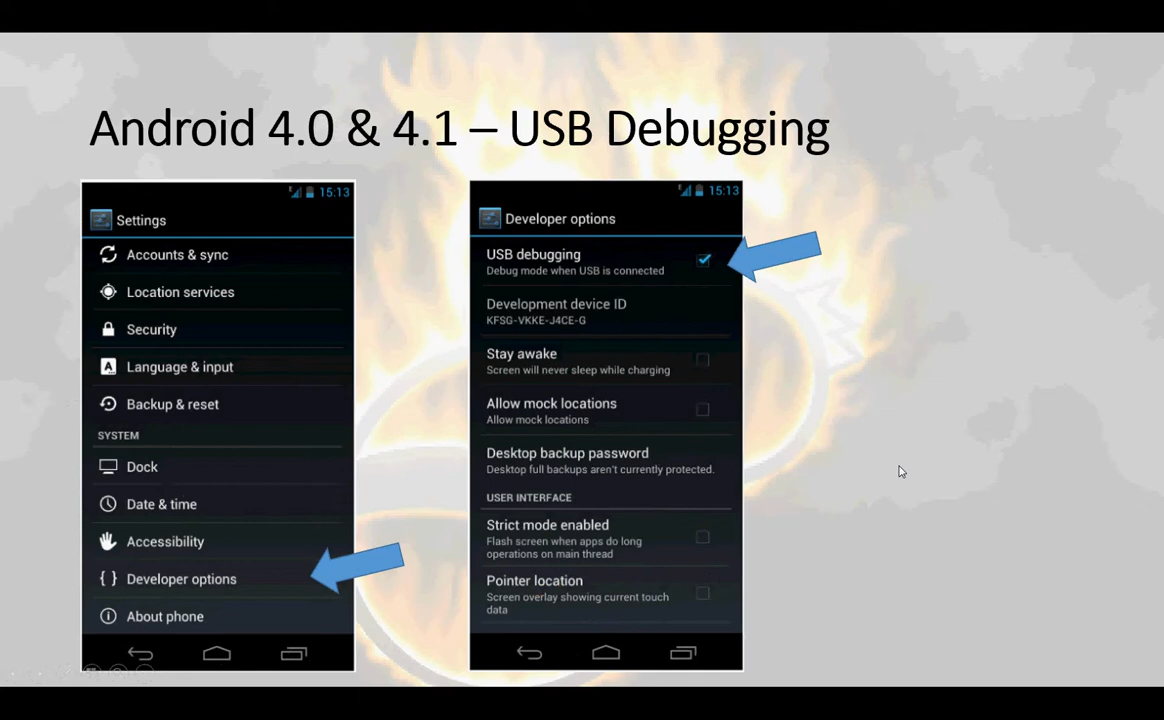 Android 4.0 & 4.1 – USB Debugging
15:13
Settings
Accounts & sync
Location services
Security
Language & input
Backup & reset
SYSTEM
Dock
Date & time
Accessibility
Developer options
About phone
15:13
Developer options
USB debugging
Debug mode when USB is connected
Development device ID
KFSG-VKKE-J4CE-G
Stay awake
Screen will never sleep while charging
Allow mock locations
Allow mock locations
Desktop backup password
Desktop full backups aren't currently protected.
USER INTERFACE
Strict mode enabled
Flash screen when apps do long
operations on main thread
Pointer location
Screen overlay showing current touch
data